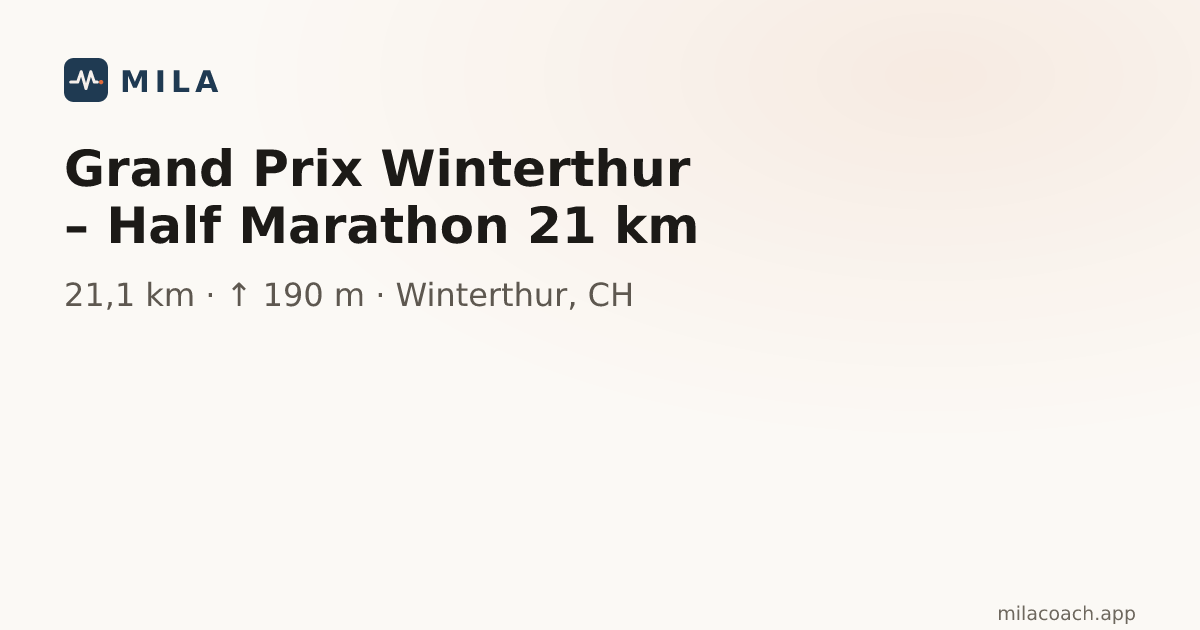 MILA
Grand Prix Winterthur
– Half Marathon 21 km
21,1 km · ↑ 190 m · Winterthur, CH
milacoach.app